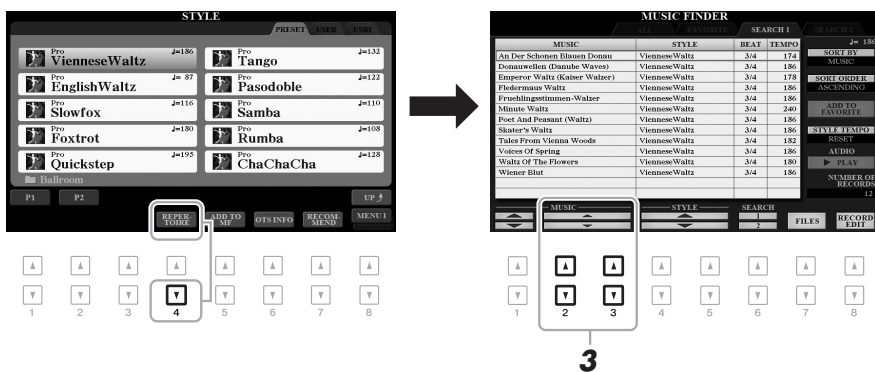 STYLE
PRESET USER USB1
Pro ♩=186
VienneseWaltz
Pro ♩=132
Tango
Pro ♩= 87
EnglishWaltz
Pro ♩=122
Pasodoble
Pro ♩=116
Slowfox
Pro ♩=110
Samba
Pro ♩=180
Foxtrot
Pro ♩=108
Rumba
Pro ♩=195
Quickstep
Pro ♩=128
ChaChaCha
Ballroom
P1 P2 UP
REPER-
TOIRE
ADD TO
MF
OTS INFO
RECOM-
MEND
MENU 1
1 2 3 4 5 6 7 8
MUSIC FINDER
ALL FAVORITE SEARCH 1 SEARCH 2
MUSIC STYLE BEAT TEMPO
An Der Schonen Blauen Donau VienneseWaltz 3/4 174
Donauwellen (Danube Waves) VienneseWaltz 3/4 186
Emperor Waltz (Kaiser Walzer) VienneseWaltz 3/4 178
Fledermaus Waltz VienneseWaltz 3/4 186
Fruehlingsstimmen-Walzer VienneseWaltz 3/4 186
Minute Waltz VienneseWaltz 3/4 240
Poet And Peasant (Waltz) VienneseWaltz 3/4 186
Skater's Waltz VienneseWaltz 3/4 186
Tales From Vienna Woods VienneseWaltz 3/4 182
Voices Of Spring VienneseWaltz 3/4 186
Waltz Of The Flowers VienneseWaltz 3/4 180
Wiener Blut VienneseWaltz 3/4 186
♩= 186
SORT BY
MUSIC
SORT ORDER
ASCENDING
ADD TO
FAVORITE
STYLE TEMPO
RESET
AUDIO
▶ PLAY
NUMBER OF
RECORDS
12
MUSIC STYLE SEARCH
1
2
FILES
RECORD
EDIT
1 2 3 4 5 6 7 8
3